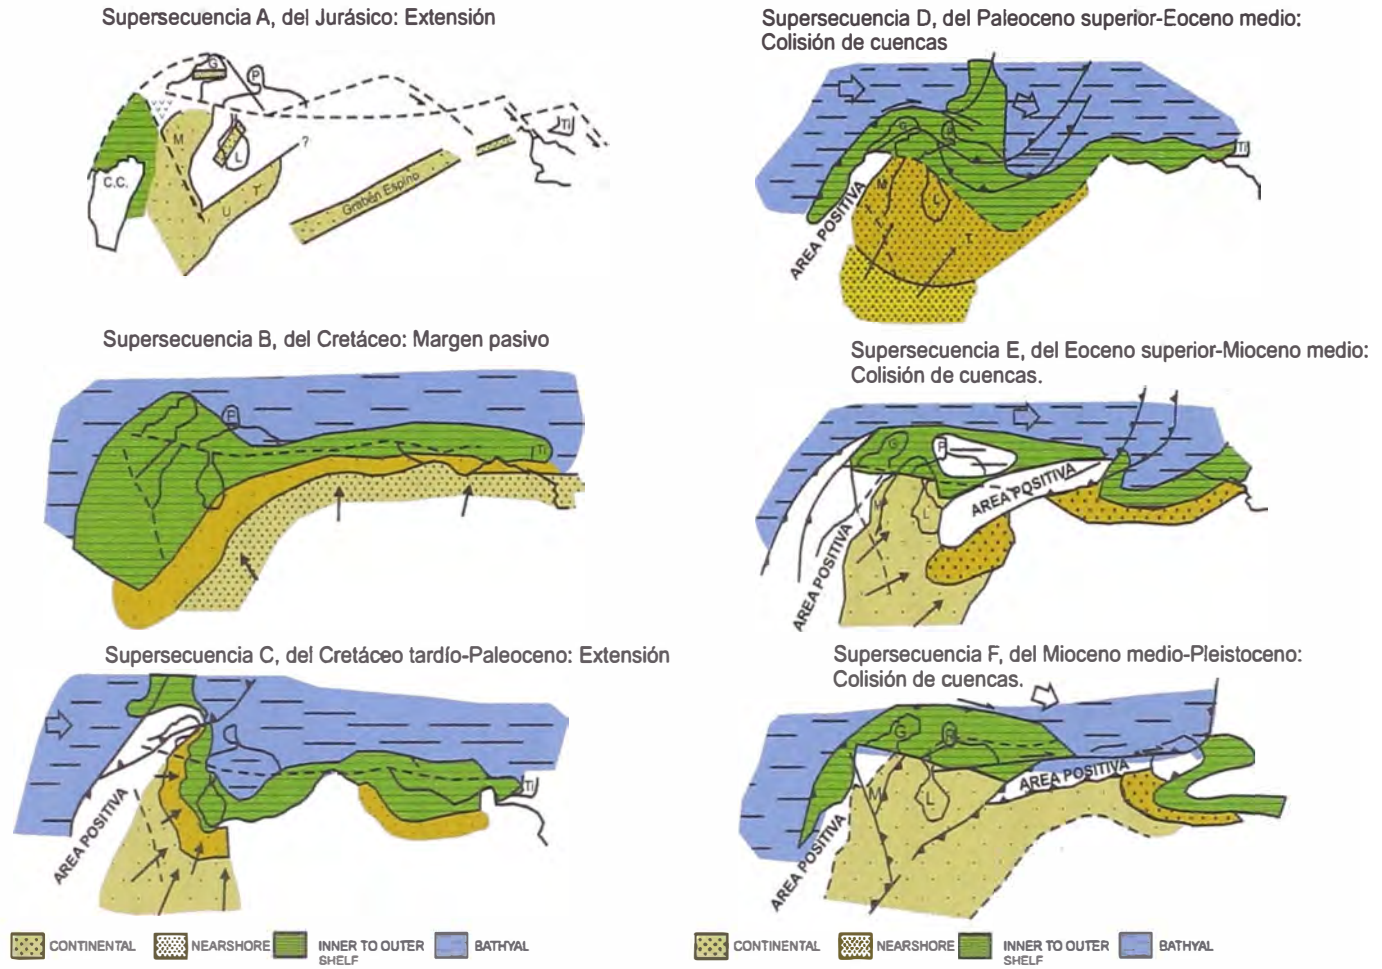 Supersecuencia A, del Jurásico: Extensión
G
P
M
L
?
Ti
C.C.
T
U
Grabén Espino
Supersecuencia B, del Cretáceo: Margen pasivo
P
Ti
Supersecuencia C, del Cretáceo tardío-Paleoceno: Extensión
Ti
AREA POSITIVA
CONTINENTAL
NEARSHORE
INNER TO OUTER
SHELF
BATHYAL
Supersecuencia D, del Paleoceno superior-Eoceno medio:
Colisión de cuencas
G
Ti
M
L
T
AREA POSITIVA
Supersecuencia E, del Eoceno superior-Mioceno medio:
Colisión de cuencas.
G
P
AREA POSITIVA
M
L
AREA POSITIVA
Supersecuencia F, del Mioceno medio-Pleistoceno:
Colisión de cuencas.
G
AREA POSITIVA
M
L
AREA POSITIVA
CONTINENTAL
NEARSHORE
INNER TO OUTER
SHELF
BATHYAL